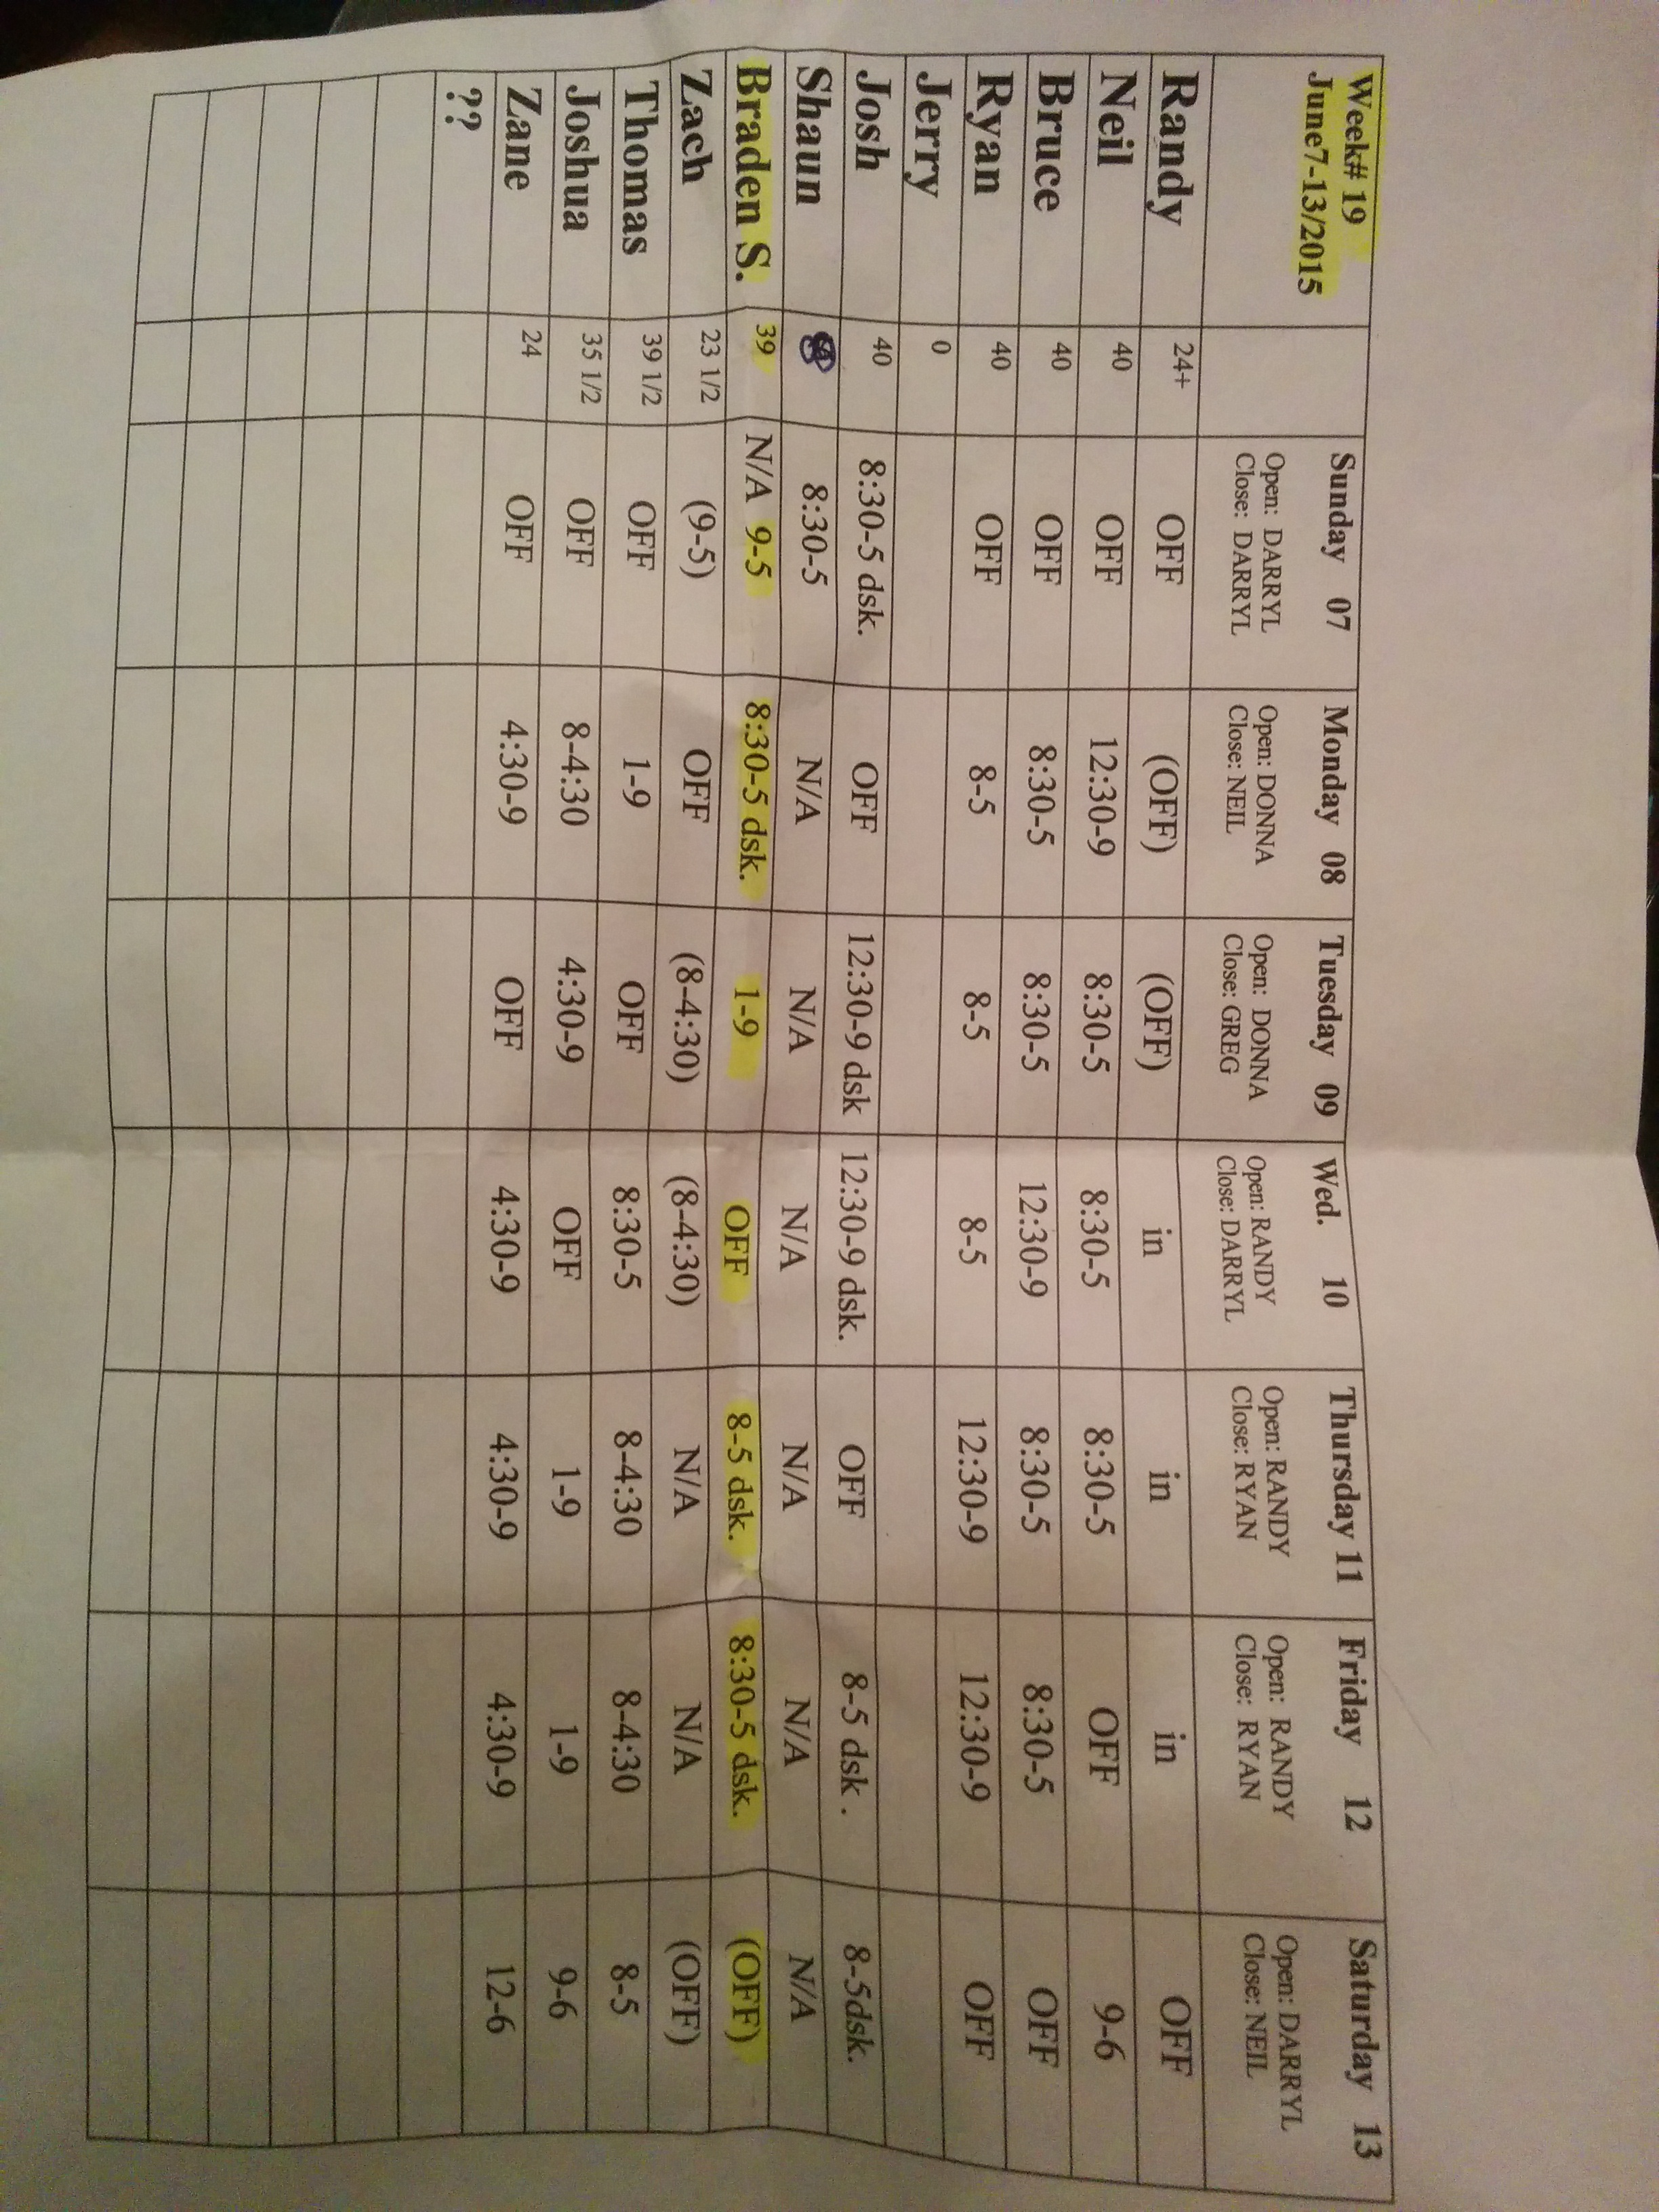 Week# 19 Sunday 07 Monday 08 Tuesday 09 Wed. 10 Thursday 11 Friday 12 Saturday 13
June7-13/2015
Open: DARRYL Open: DONNA Open: DONNA Open: RANDY Open: RANDY Open: RANDY Open: DARRYL
Close: DARRYL Close: NEIL Close: GREG Close: DARRYL Close: RYAN Close: RYAN Close: NEIL
Randy 24+ OFF (OFF) (OFF) in in in OFF
Neil 40 OFF 12:30-9 8:30-5 8:30-5 8:30-5 OFF 9-6
Bruce 40 OFF 8:30-5 8:30-5 12:30-9 8:30-5 8:30-5 OFF
Ryan 40 OFF 8-5 8-5 8-5 12:30-9 12:30-9 OFF
Jerry 0
Josh 40 8:30-5 dsk. OFF 12:30-9 dsk 12:30-9 dsk. OFF 8-5 dsk . 8-5dsk.
Shaun 8:30-5 N/A N/A N/A N/A N/A N/A
Braden S. 39 N/A 9-5 8:30-5 dsk. 1-9 OFF 8-5 dsk. 8:30-5 dsk. (OFF)
Zach 23 1/2 (9-5) OFF (8-4:30) (8-4:30) N/A N/A (OFF)
Thomas 39 1/2 OFF 1-9 OFF 8:30-5 8-4:30 8-4:30 8-5
Joshua 35 1/2 OFF 8-4:30 4:30-9 OFF 1-9 1-9 9-6
Zane 24 OFF 4:30-9 OFF 4:30-9 4:30-9 4:30-9 12-6
??